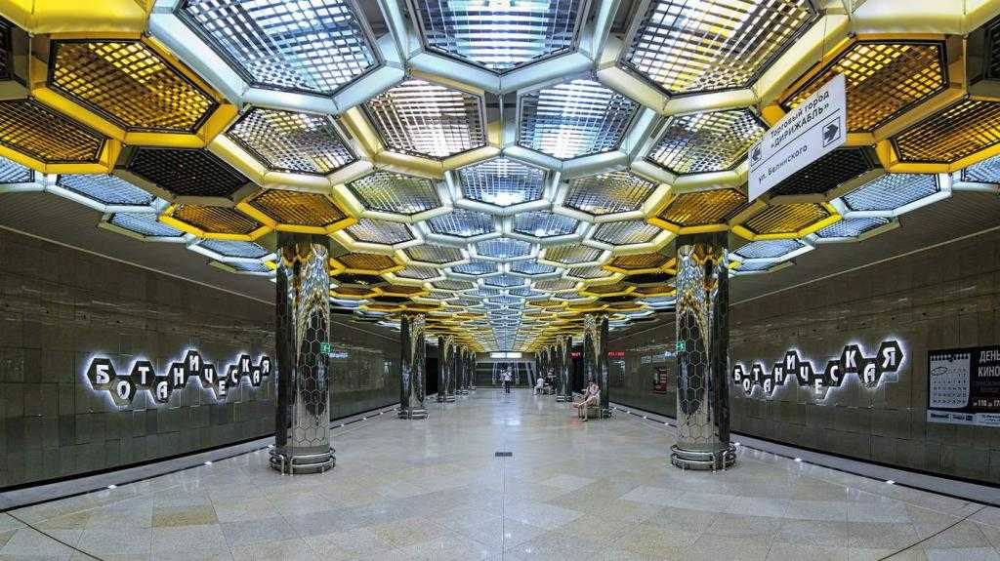 Торговый город
«ДИРИЖАБЛЬ»
ул. Белинского
БОТАНИЧЕСКАЯ
БОТАНИЧЕСКАЯ
ДЕНЬ
КИНО